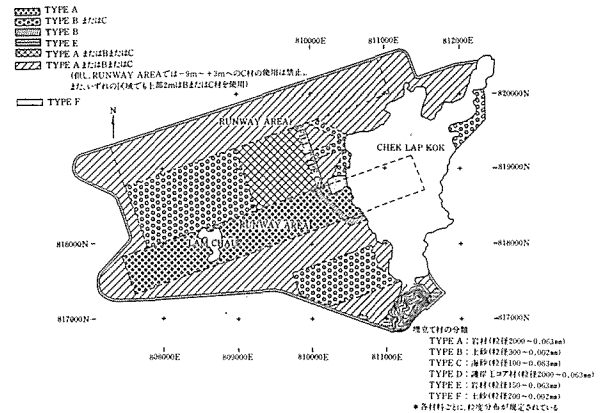 TYPE A
TYPE B またはC
TYPE B
TYPE E
TYPE A またはBまたはC
TYPE A またはBまたはC
(但し、RUNWAY AREAでは-9m~+3mへのC材の使用は禁止。
また、いずれの区域でも上部2mはBまたはC材を使用)
TYPE F
810000E
811000E
812000E
820000N
N
RUNWAY AREA
CHEK LAP KOK
819000N
RUNWAY AREA
LAM CHAU
818000N
818000N
817000N
817000N
808000E
809000E
810000E
811000E
埋立て材の分類
TYPE A:岩材(粒径2000~0.063mm)
TYPE B:土砂(粒径300~0.002mm)
TYPE C:海砂(粒径100~0.063mm)
TYPE D:護岸工コア材(粒径2000~0.063mm)
TYPE E:岩材(粒径150~0.063mm)
TYPE F:土砂(粒径200~0.002mm)
*各材料ごとに、粒度分布が規定されている